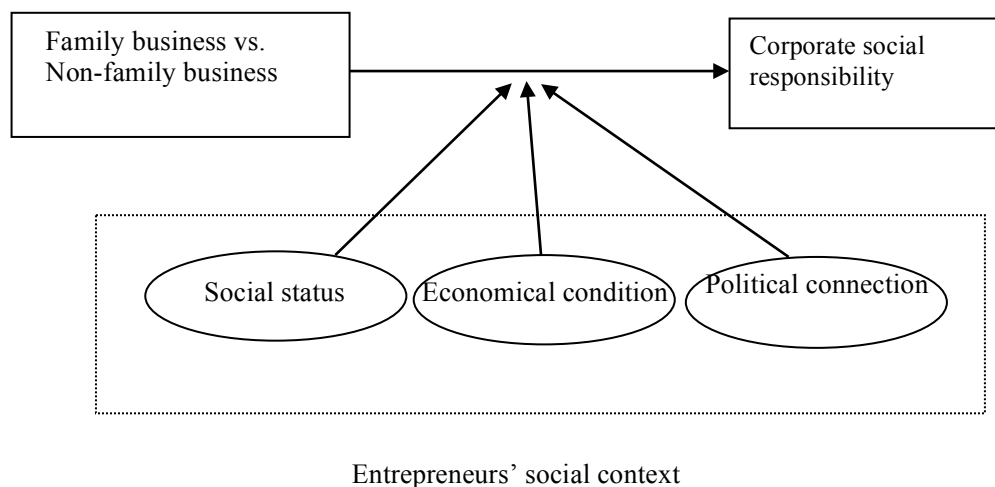 Family business vs.
Non-family business
Corporate social
responsibility
Social status
Economical condition
Political connection
Entrepreneurs’ social context